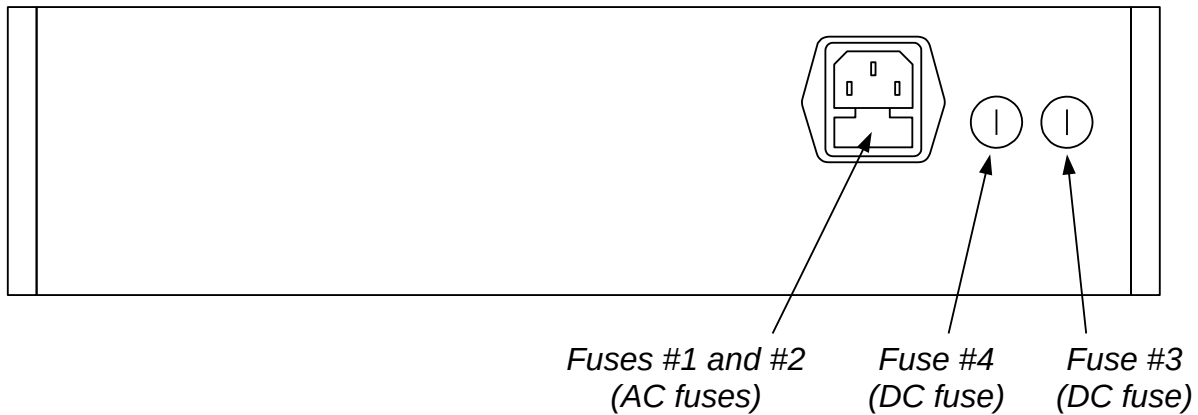 Fuses #1 and #2
(AC fuses)
Fuse #4
(DC fuse)
Fuse #3
(DC fuse)